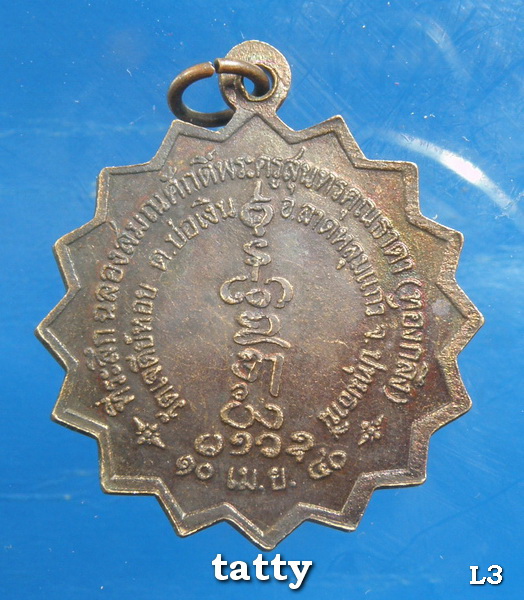 ที่ระลึก ฉลองสมณศักดิ์พระครูสุนทรคุณธาดา (ทองกลึง)
วัดเจดีย์หอย ต.บ่อเงิน อ.ลาดหลุมแก้ว จ.ปทุมธานี
๑๐ เม.ย. ๔๐
tatty
L3